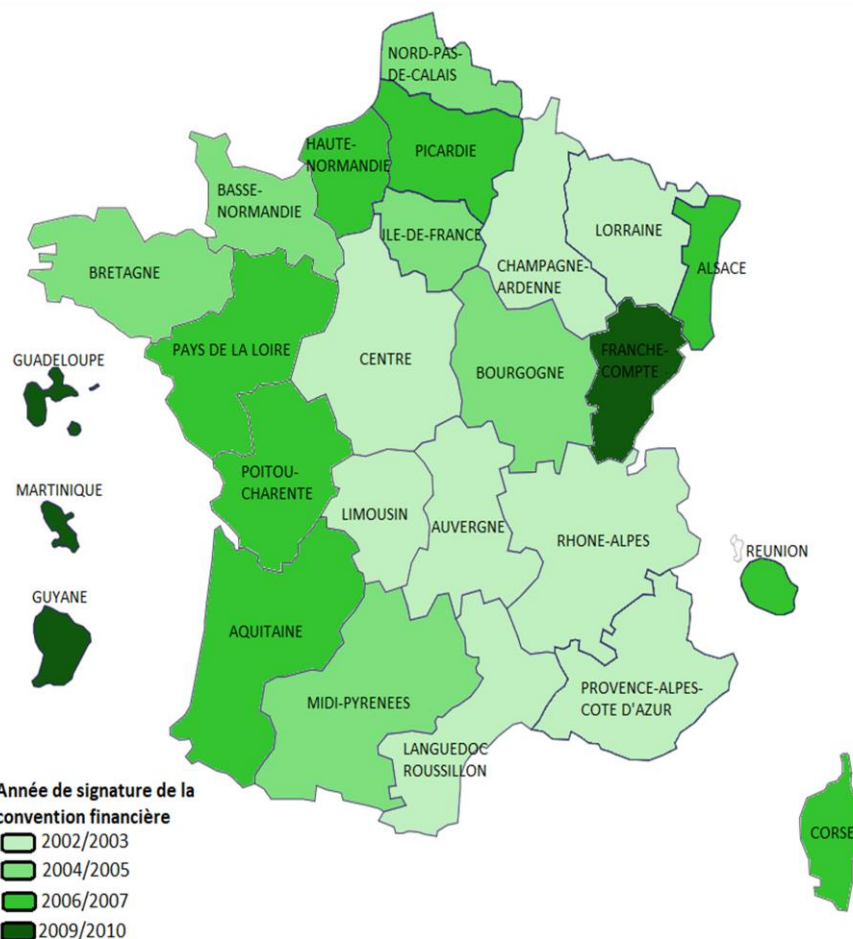 NORD-PAS-
DE-CALAIS
HAUTE-
NORMANDIE
PICARDIE
BASSE-
NORMANDIE
ILE-DE-FRANCE
LORRAINE
CHAMPAGNE-
ARDENNE
ALSACE
BRETAGNE
PAYS DE LA LOIRE
CENTRE
BOURGOGNE
FRANCHE-
COMPTE
GUADELOUPE
POITOU-
CHARENTE
MARTINIQUE
LIMOUSIN
AUVERGNE
RHONE-ALPES
REUNION
GUYANE
AQUITAINE
MIDI-PYRENEES
PROVENCE-ALPES-
COTE D'AZUR
LANGUEDOC
ROUSSILLON
CORSE
Année de signature de la
convention financière
2002/2003
2004/2005
2006/2007
2009/2010